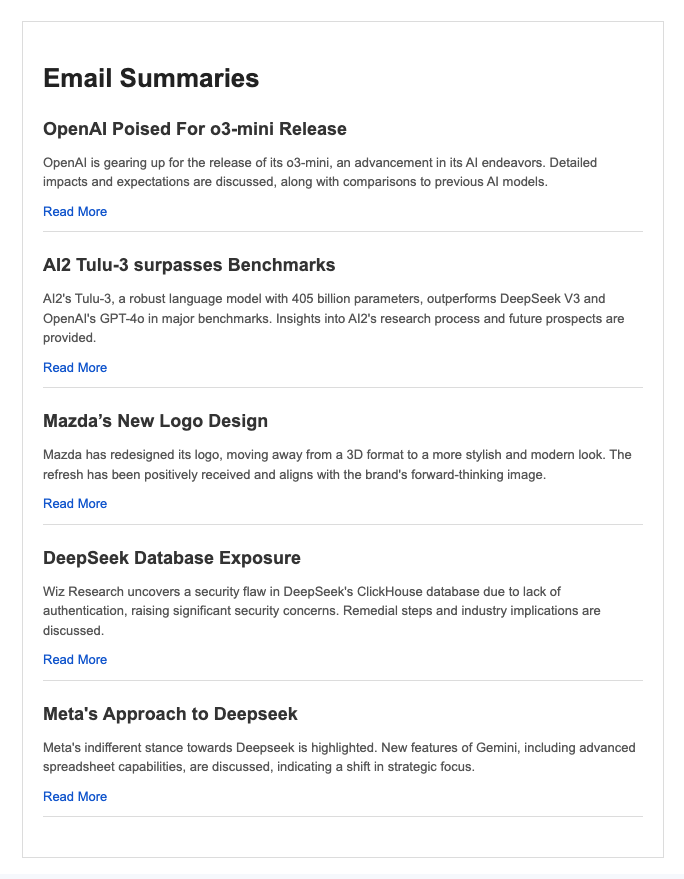 Email Summaries
OpenAI Poised For o3-mini Release
OpenAI is gearing up for the release of its o3-mini, an advancement in its AI endeavors. Detailed
impacts and expectations are discussed, along with comparisons to previous AI models.
Read More
AI2 Tulu-3 surpasses Benchmarks
AI2's Tulu-3, a robust language model with 405 billion parameters, outperforms DeepSeek V3 and
OpenAI's GPT-4o in major benchmarks. Insights into AI2's research process and future prospects are
provided.
Read More
Mazda’s New Logo Design
Mazda has redesigned its logo, moving away from a 3D format to a more stylish and modern look. The
refresh has been positively received and aligns with the brand's forward-thinking image.
Read More
DeepSeek Database Exposure
Wiz Research uncovers a security flaw in DeepSeek's ClickHouse database due to lack of
authentication, raising significant security concerns. Remedial steps and industry implications are
discussed.
Read More
Meta's Approach to Deepseek
Meta's indifferent stance towards Deepseek is highlighted. New features of Gemini, including advanced
spreadsheet capabilities, are discussed, indicating a shift in strategic focus.
Read More